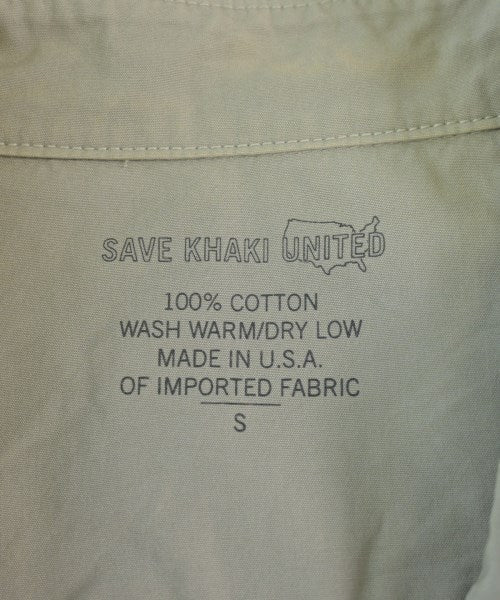 SAVE KHAKI UNITED
100% COTTON
WASH WARM/DRY LOW
MADE IN U.S.A.
OF IMPORTED FABRIC
S